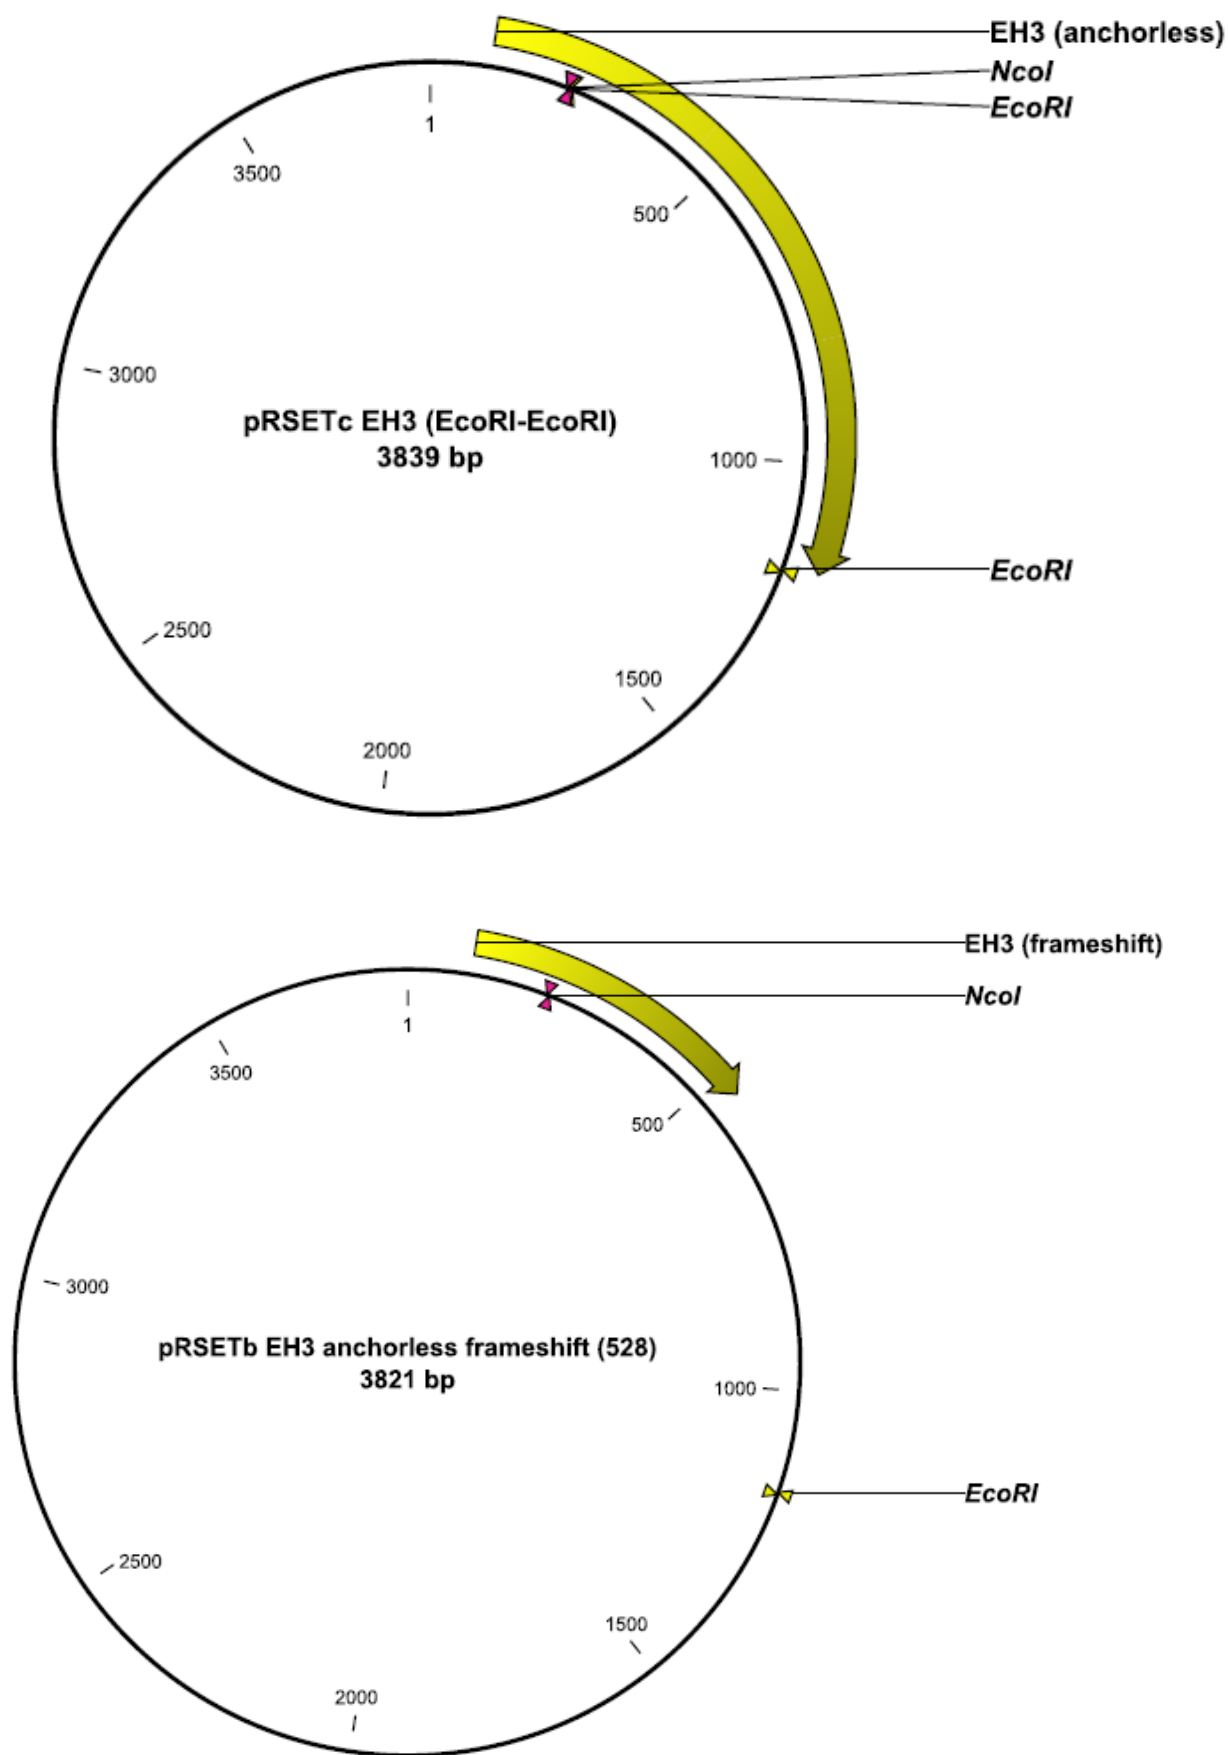 EH3 (anchorless)
NcoI
EcoRI
1
500
1000
EcoRI
1500
2000
2500
3000
3500
pRSETc EH3 (EcoRI-EcoRI)
3839 bp
EH3 (frameshift)
NcoI
1
500
1000
EcoRI
1500
2000
2500
3000
3500
pRSETb EH3 anchorless frameshift (528)
3821 bp